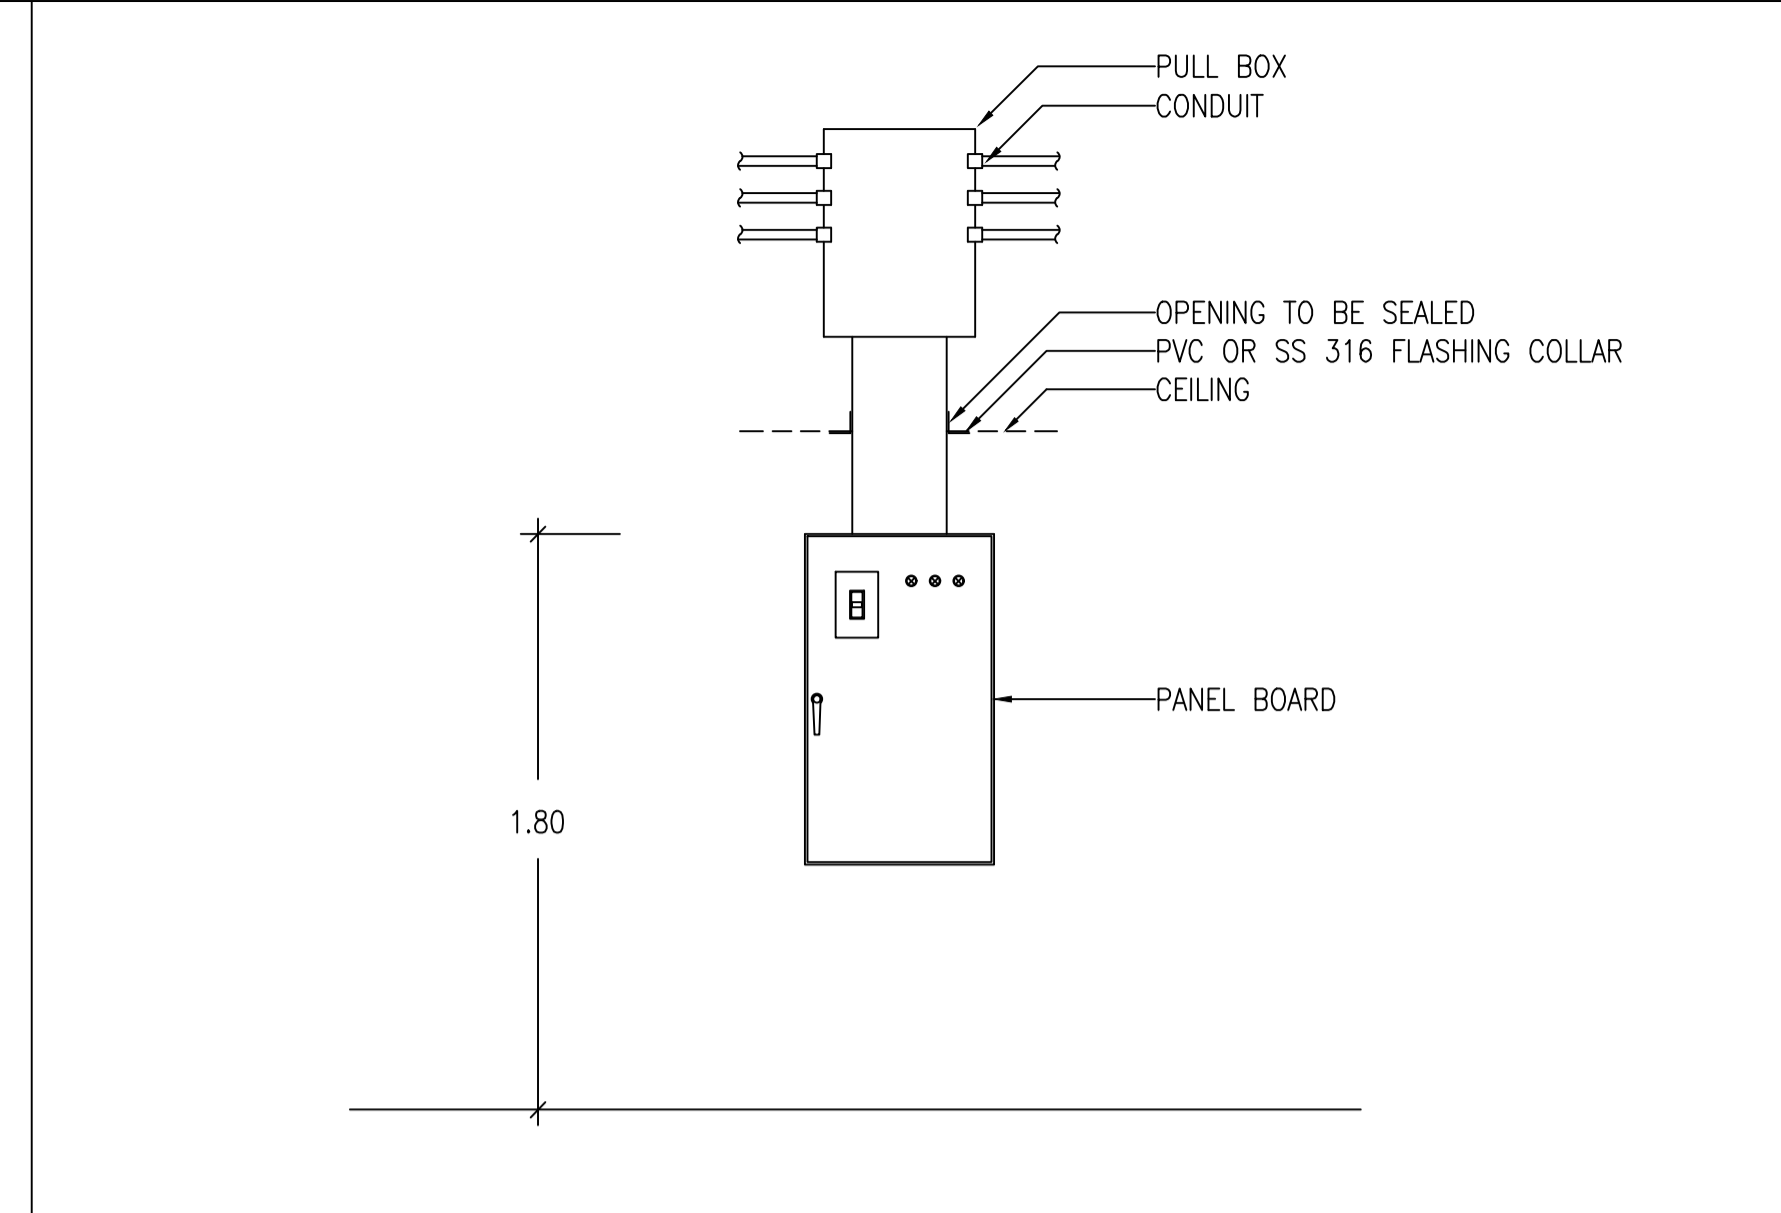 PULL BOX
CONDUIT
OPENING TO BE SEALED
PVC OR SS 316 FLASHING COLLAR
CEILING
PANEL BOARD
1.80